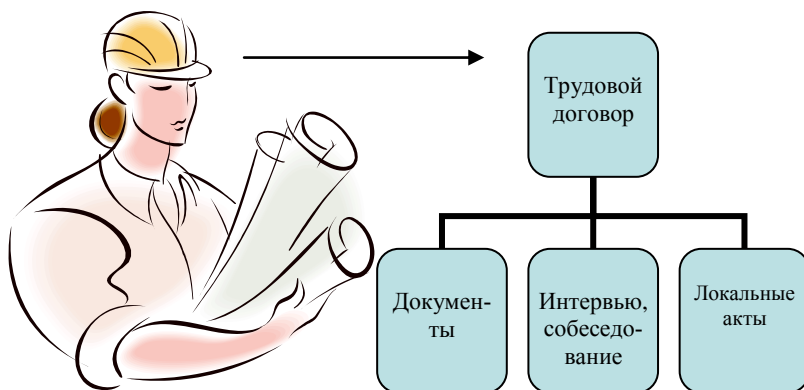 Трудовой
договор
Докумен-
ты
Интервью,
собеседо-
вание
Локальные
акты